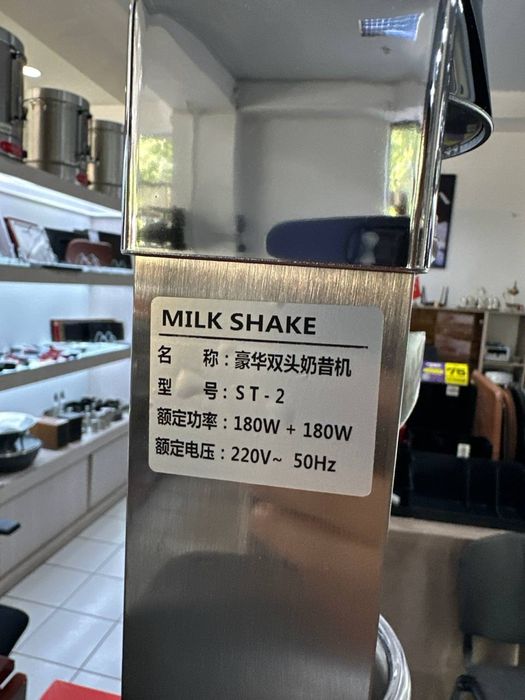 MILK SHAKE
名 称：豪华双头奶昔机
型 号：ST-2
额定功率：180W + 180W
额定电压：220V~ 50Hz